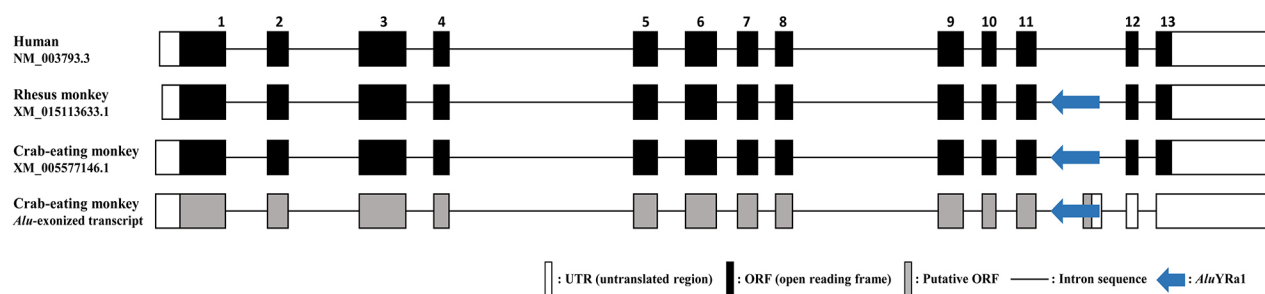 1 2 3 4 5 6 7 8 9 10 11 12 13
Human
NM_003793.3
Rhesus monkey
XM_015113633.1
Crab-eating monkey
XM_005577146.1
Crab-eating monkey
Alu-exonized transcript
: UTR (untranslated region) : ORF (open reading frame) : Putative ORF : Intron sequence : AluYRa1